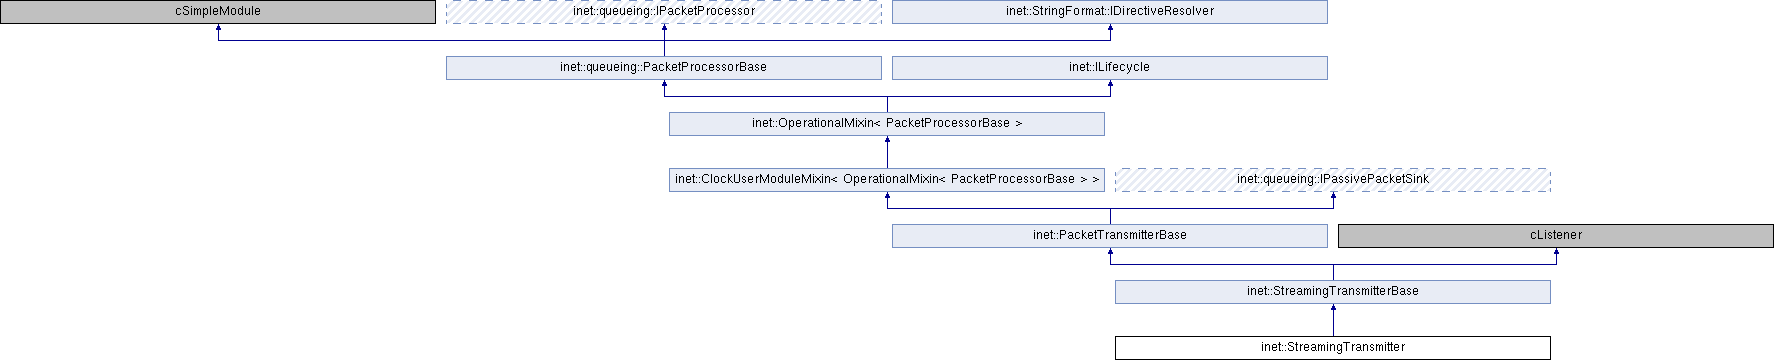 cSimpleModule
inet::queueing::IPacketProcessor
inet::StringFormat::IDirectiveResolver
inet::queueing::PacketProcessorBase
inet::ILifecycle
inet::OperationalMixin< PacketProcessorBase >
inet::ClockUserModuleMixin< OperationalMixin< PacketProcessorBase > >
inet::queueing::IPassivePacketSink
inet::PacketTransmitterBase
cListener
inet::StreamingTransmitterBase
inet::StreamingTransmitter